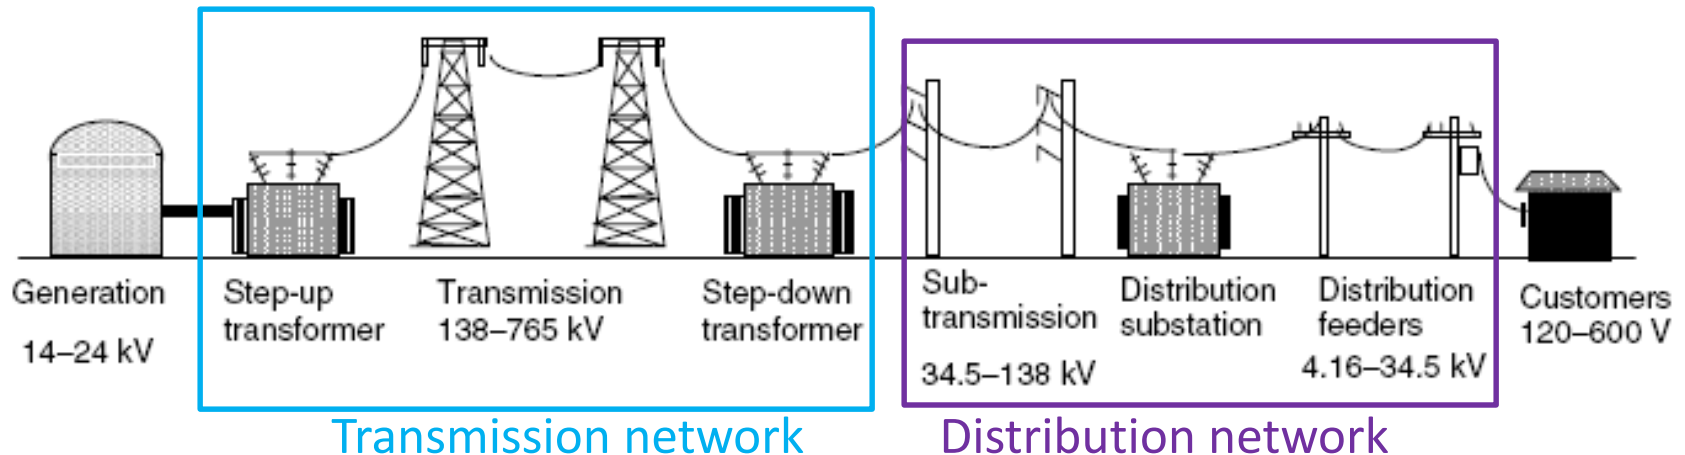 Generation
14–24 kV
Step-up
transformer
Transmission
138–765 kV
Step-down
transformer
Sub-
transmission
34.5–138 kV
Distribution
substation
Distribution
feeders
4.16–34.5 kV
Customers
120–600 V
Transmission network
Distribution network